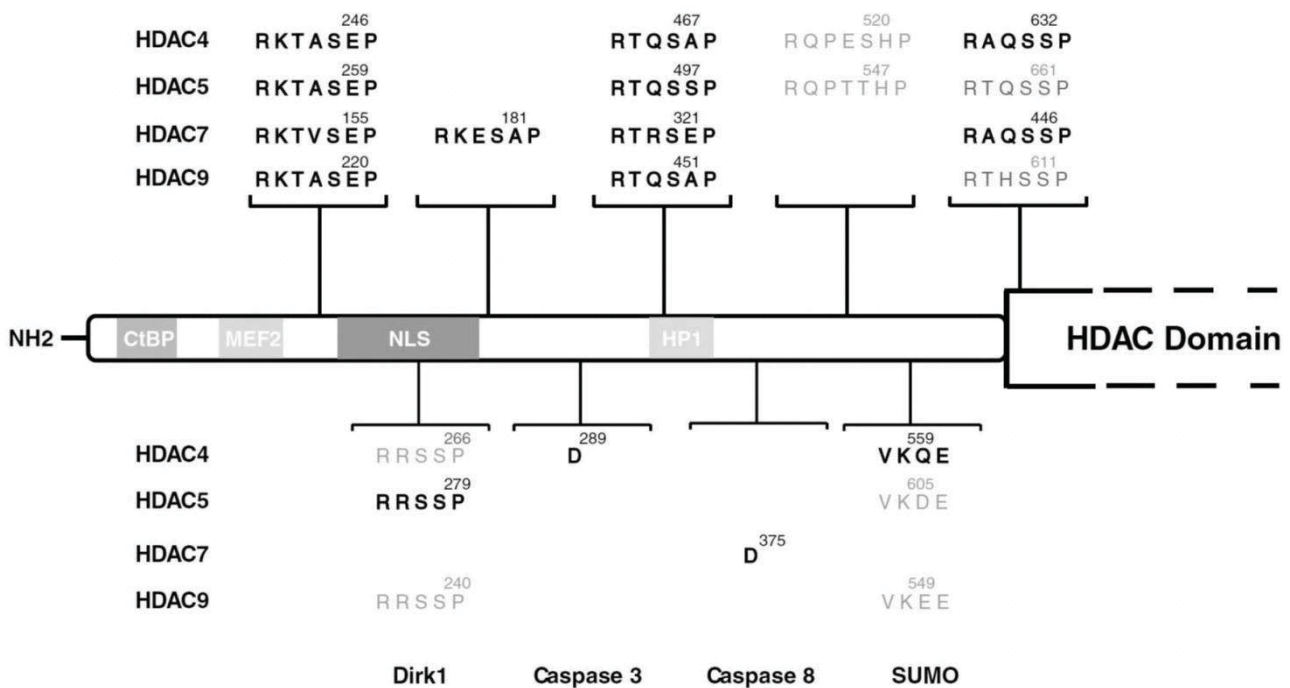 246 467 520 632
HDAC4 RKTASEP RTQSAP RQPESHP RAQSSP
259 497 547 661
HDAC5 RKTASEP RTQSSP RQPTTHP RTQSSP
155 181 321 446
HDAC7 RKTVSEP RKESAP RTRSEP RAQSSP
220 451 611
HDAC9 RKTASEP RTQSAP RTHSSP
NH2 CtBP MEF2 NLS HP1 HDAC Domain
266 289 559
HDAC4 RRSSP D VKQE
279 605
HDAC5 RRSSP VKDE
375
HDAC7 D
240 549
HDAC9 RRSSP VKEE
Dirk1 Caspase 3 Caspase 8 SUMO